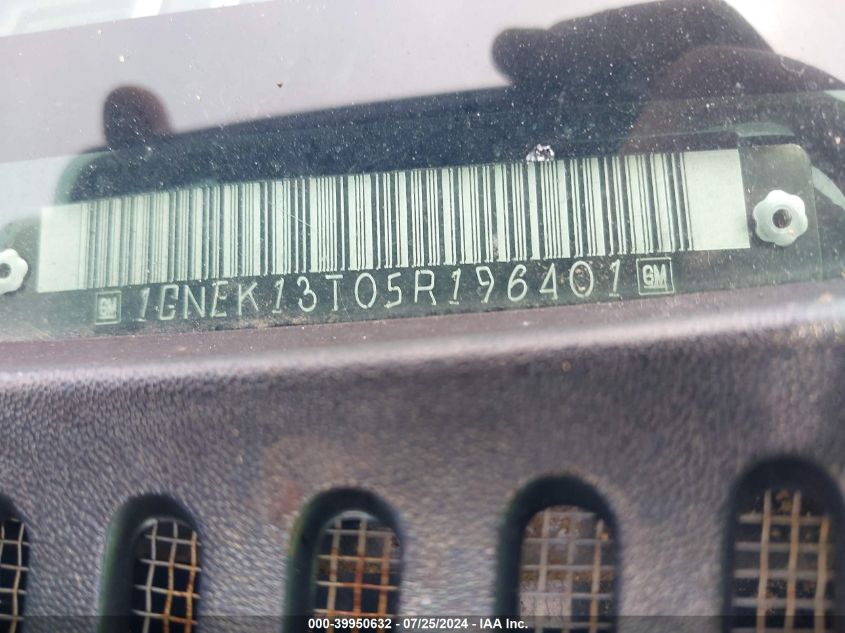 GM 1GNEK13T05R196401 GM
000-39950632 / 07/25/2024 - IAA Inc.